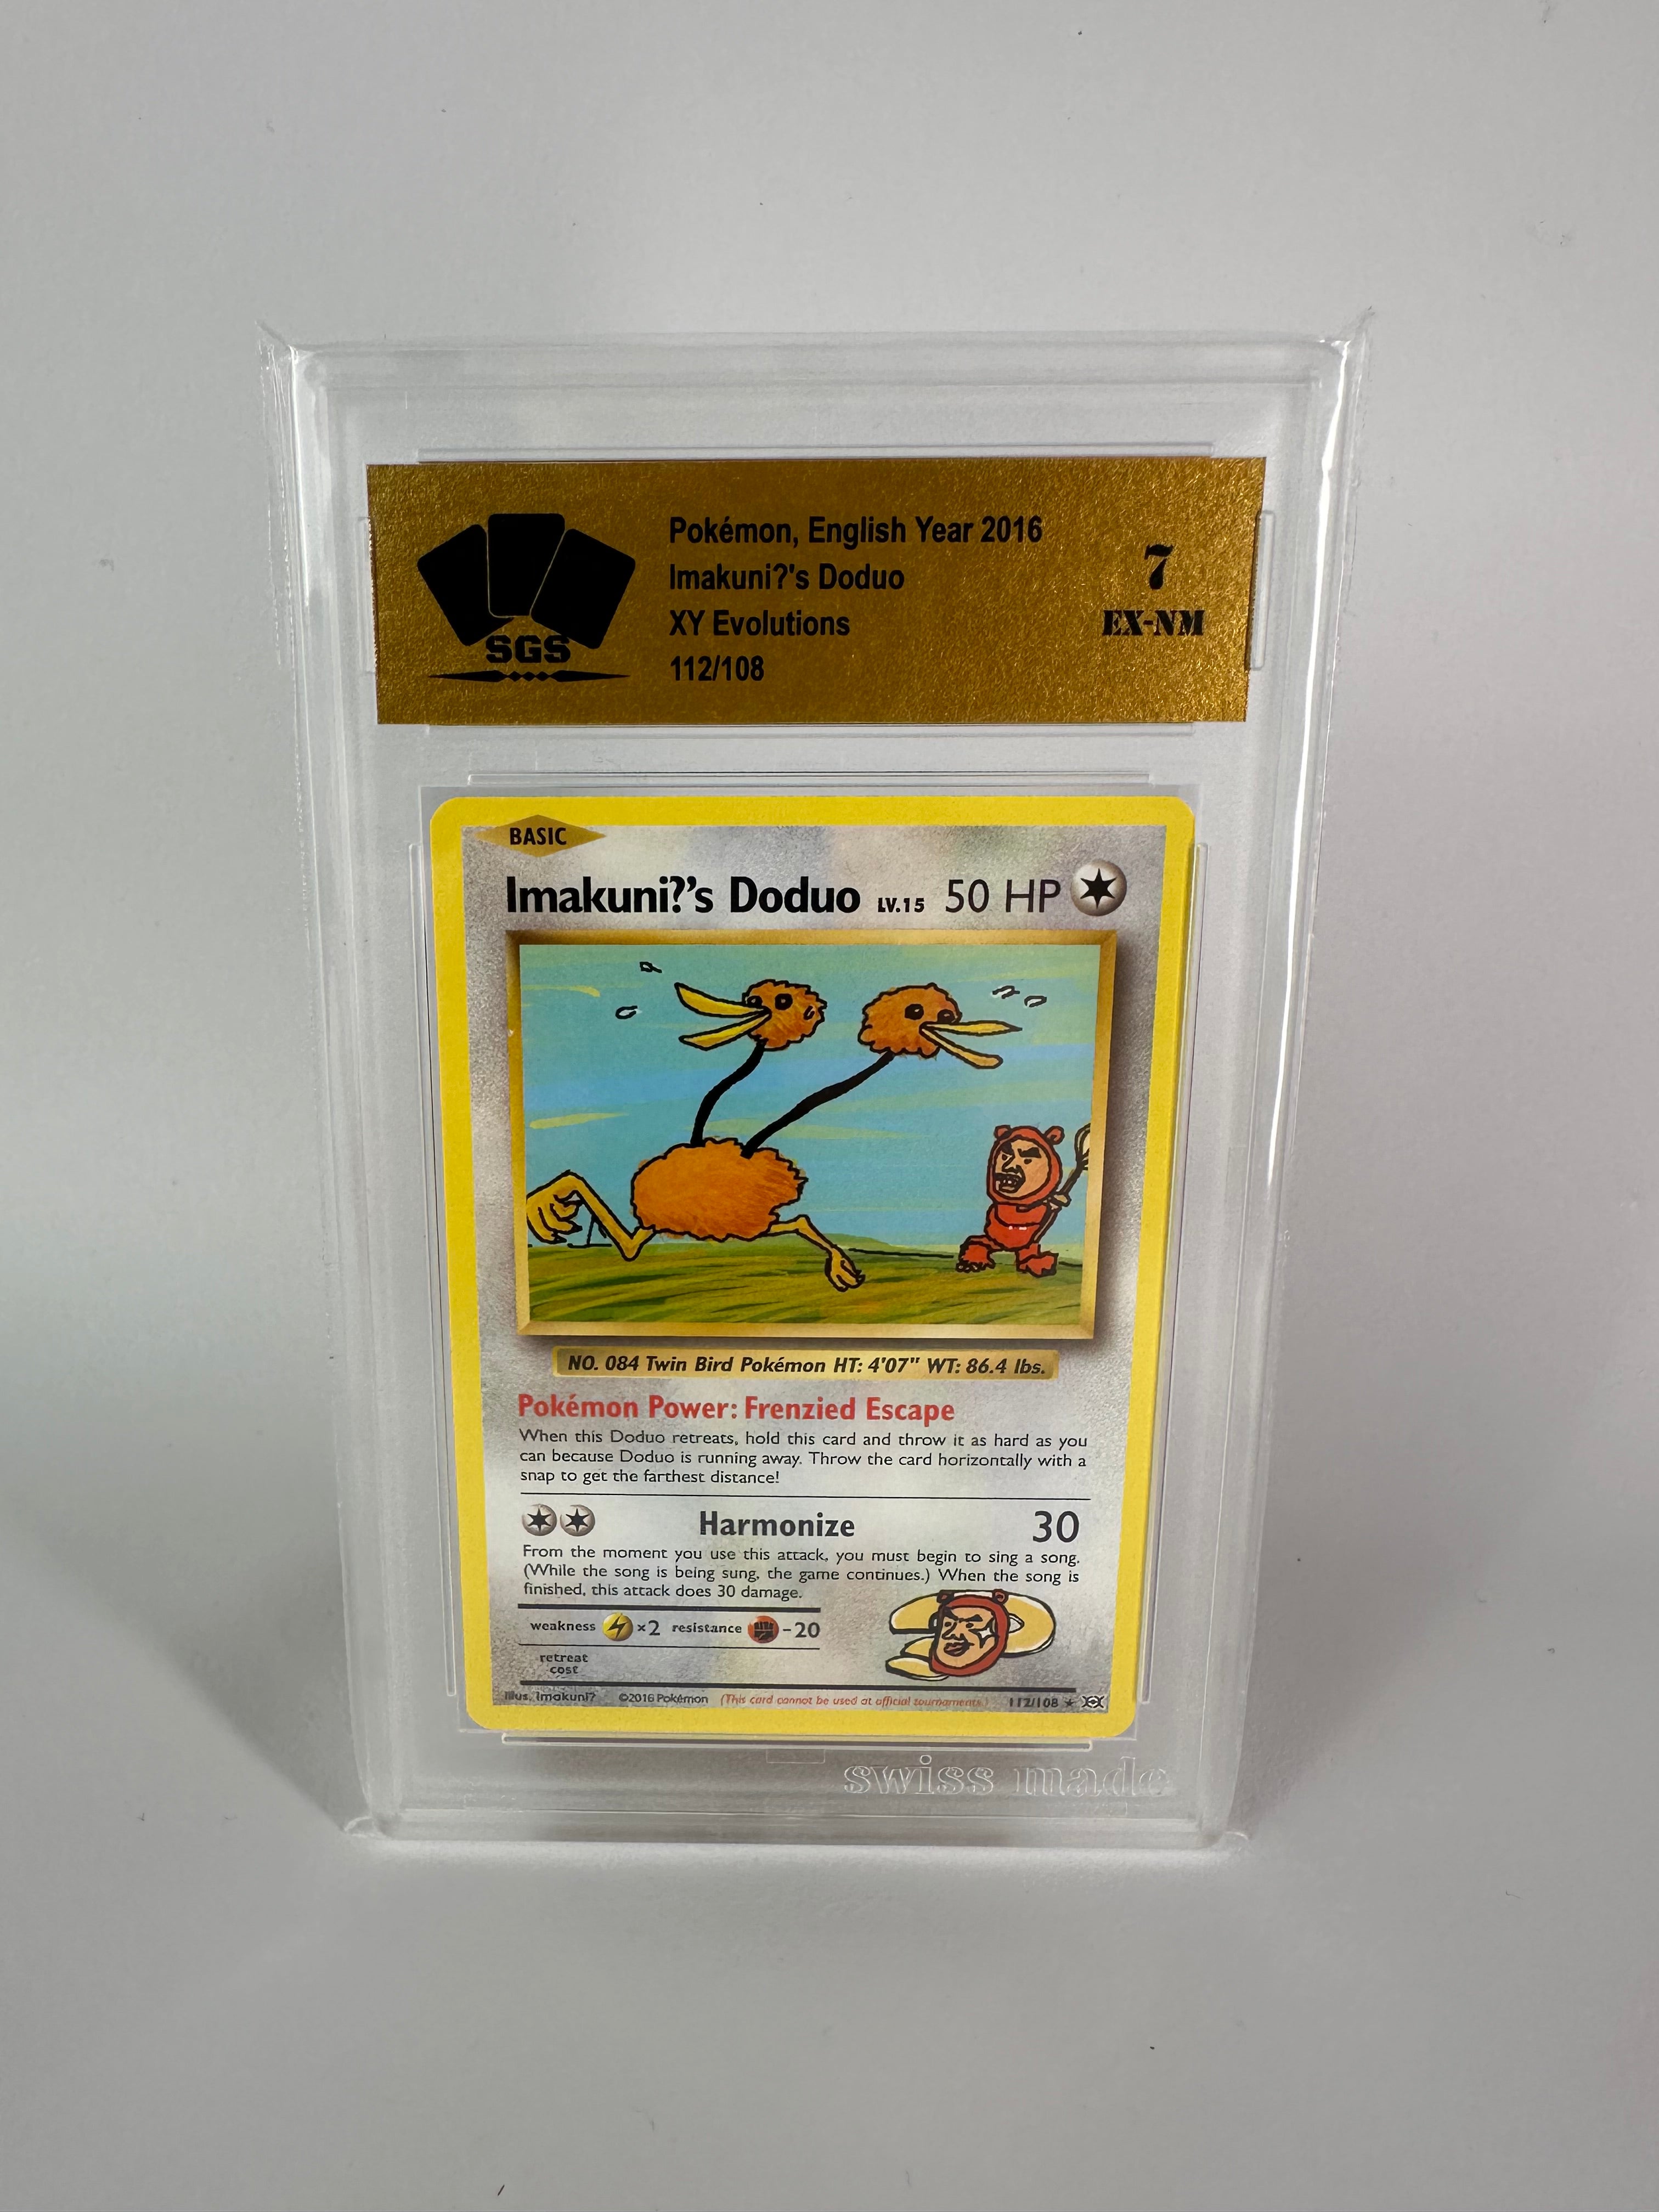 Pokémon, English Year 2016
Imakuni?'s Doduo
XY Evolutions
112/108
7
EX-NM
SGS
BASIC
Imakuni?'s Doduo LV.15 50 HP
NO. 084 Twin Bird Pokémon HT: 4'07" WT: 86.4 lbs.
Pokémon Power: Frenzied Escape
When this Doduo retreats, hold this card and throw it as hard as you
can because Doduo is running away. Throw the card horizontally with a
snap to get the farthest distance!
Harmonize 30
From the moment you use this attack, you must begin to sing a song.
(While the song is being sung, the game continues.) When the song is
finished, this attack does 30 damage.
weakness ×2 resistance -20
retreat
cost
Illus. Imakuni? ©2016 Pokémon (This card cannot be used at official tournaments.) 112/108
swiss made